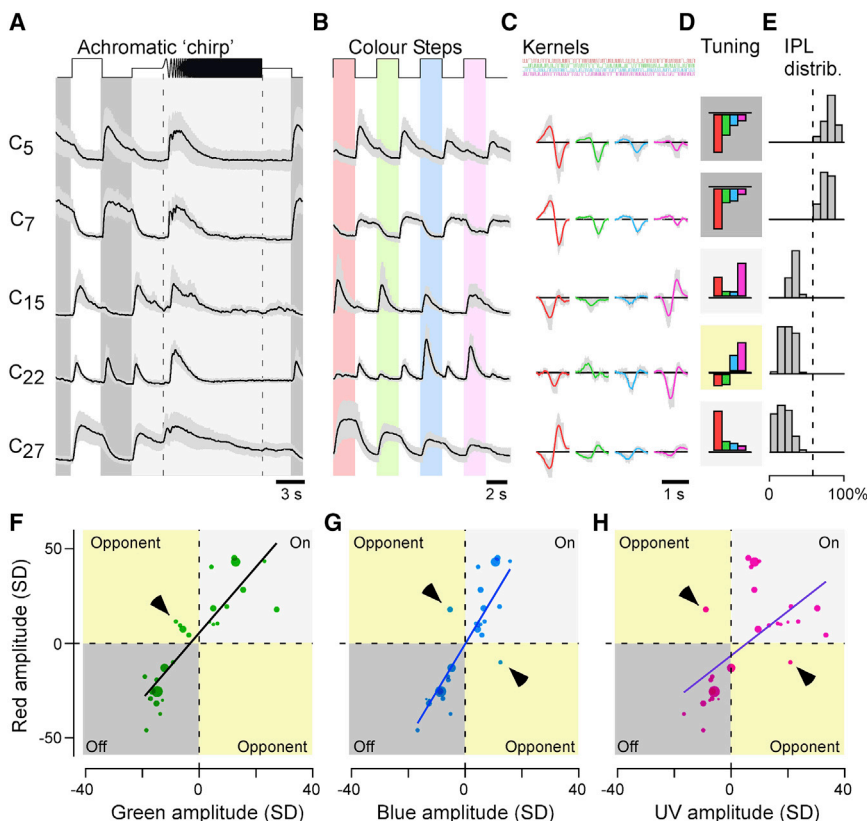 A B C D E
Achromatic ‘chirp’ Colour Steps Kernels Tuning IPL
distrib.
C5
C7
C15
C22
C27
3 s 2 s 1 s 0 100%
F G H
Opponent On Opponent On Opponent On
Off Opponent Off Opponent Off Opponent
Red amplitude (SD)
50
0
-50
-40 0 40 -40 0 40 -40 0 40
Green amplitude (SD) Blue amplitude (SD) UV amplitude (SD)